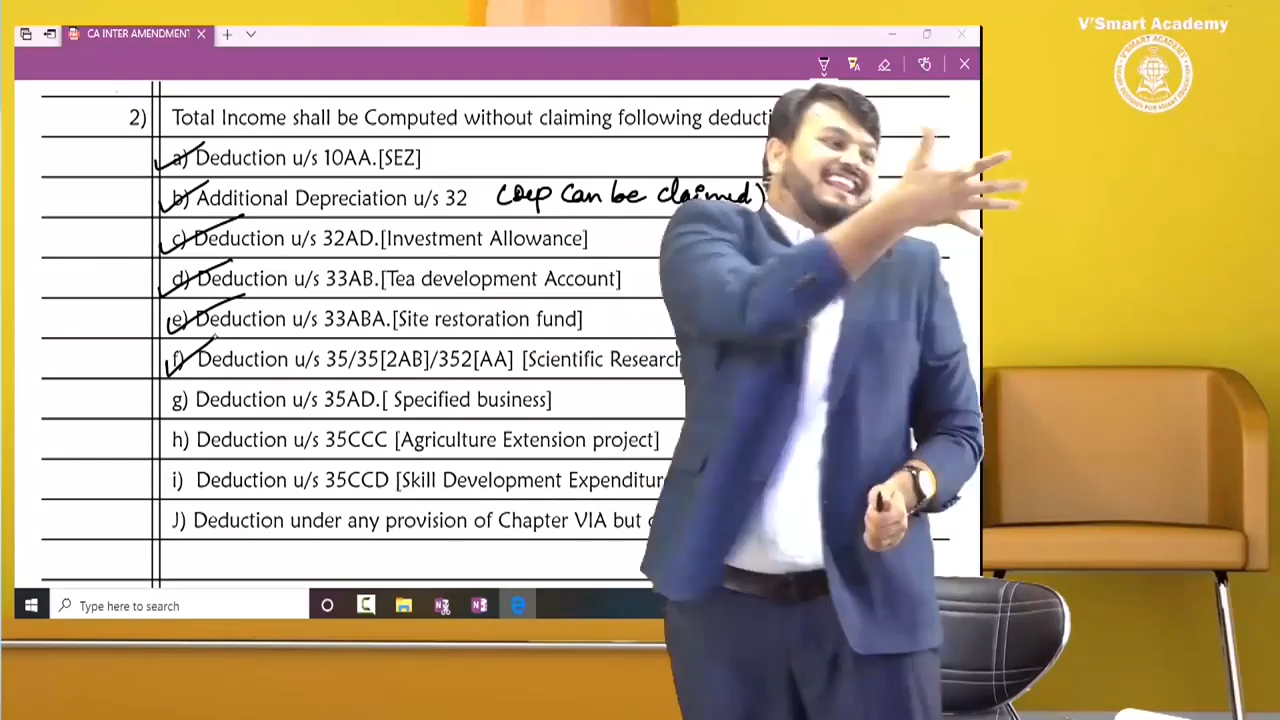 V'Smart Academy
CA INTER AMENDMENT
2) Total Income shall be Computed without claiming following deducti
a) Deduction u/s 10AA.[SEZ]
b) Additional Depreciation u/s 32 (Dep can be claimed)
c) Deduction u/s 32AD.[Investment Allowance]
d) Deduction u/s 33AB.[Tea development Account]
e) Deduction u/s 33ABA.[Site restoration fund]
f) Deduction u/s 35/35[2AB]/352[AA] [Scientific Research
g) Deduction u/s 35AD.[ Specified business]
h) Deduction u/s 35CCC [Agriculture Extension project]
i) Deduction u/s 35CCD [Skill Development Expenditur
J) Deduction under any provision of Chapter VIA but
Type here to search